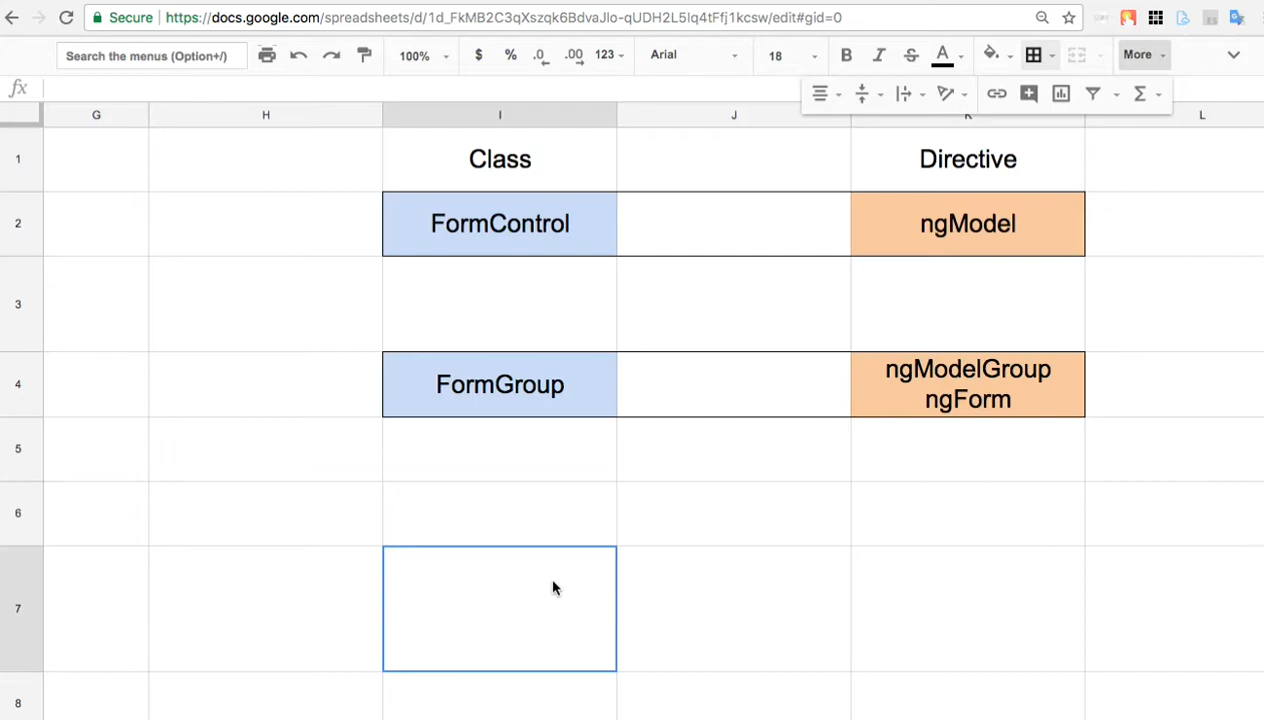 Secure https://docs.google.com/spreadsheets/d/1d_FkMB2C3qXszqk6BdvaJlo-qUDH2L5Iq4tFfj1kcsw/edit#gid=0
Search the menus (Option+/) 100% $ % .0 .00 123 Arial 18 B I S A More
fx Σ
G H I J K L
1 Class Directive
2 FormControl ngModel
3
4 FormGroup ngModelGroup
ngForm
5
6
7
8